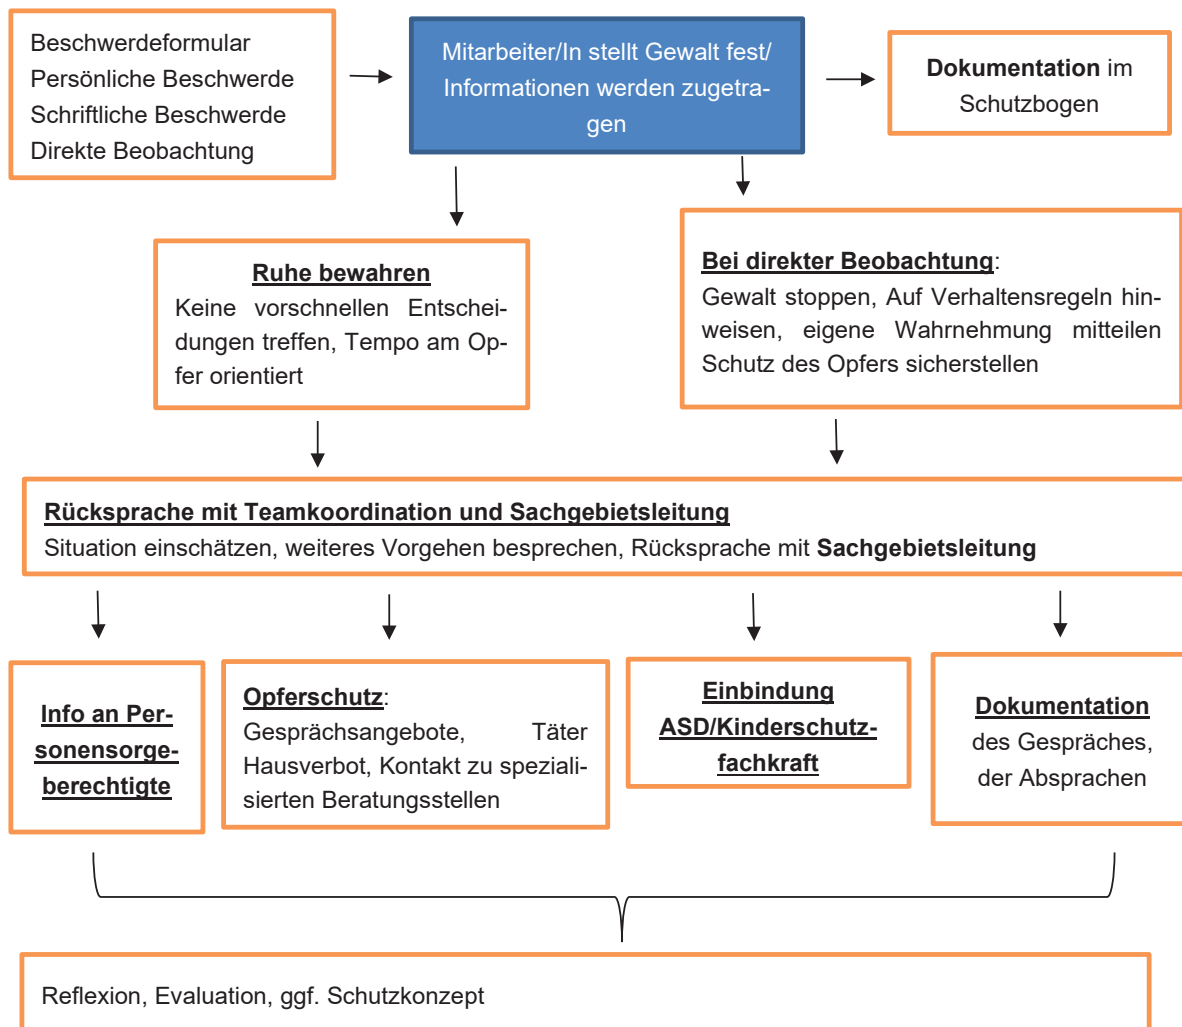 Beschwerdeformular
Persönliche Beschwerde
Schriftliche Beschwerde
Direkte Beobachtung
Mitarbeiter/In stellt Gewalt fest/
Informationen werden zugetra-
gen
Dokumentation im
Schutzbogen
Ruhe bewahren
Keine vorschnellen Entschei-
dungen treffen, Tempo am Op-
fer orientiert
Bei direkter Beobachtung:
Gewalt stoppen, Auf Verhaltensregeln hin-
weisen, eigene Wahrnehmung mitteilen
Schutz des Opfers sicherstellen
Rücksprache mit Teamkoordination und Sachgebietsleitung
Situation einschätzen, weiteres Vorgehen besprechen, Rücksprache mit Sachgebietsleitung
Info an Per-
sonensorge-
berechtigte
Opferschutz:
Gesprächsangebote, Täter
Hausverbot, Kontakt zu speziali-
sierten Beratungsstellen
Einbindung
ASD/Kinderschutz-
fachkraft
Dokumentation
des Gespräches,
der Absprachen
Reflexion, Evaluation, ggf. Schutzkonzept